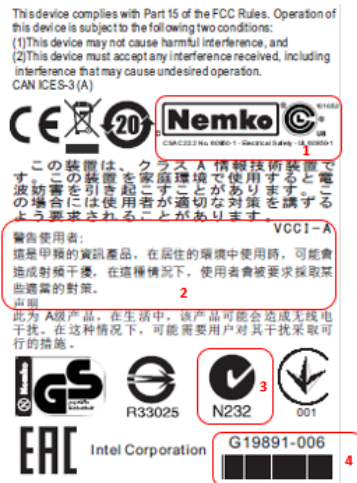 This device complies with Part 15 of the FCC Rules. Operation of
this device is subject to the following two conditions:
(1)This device may not cause harmful interference, and
(2)This device must accept any interference received, including
interference that may cause undesired operation.
CAN ICES-3 (A)
CE 20 Nemko C 101682
US
CSA C22.2 No. 60950-1 - Electrical Safety - UL 60950-1
1
この装置は、クラスA情報技術装置で
す。この装置を家庭環境で使用すると電
波妨害を引き起こすことがあります。こ
の場合には使用者が適切な対策を講ずる
よう要求されることがあります。
VCCI-A
警告使用者:
這是甲類的資訊產品，在居住的環境中使用時，可能會
造成射頻干擾，在這種情況下，使用者會被要求採取某
些適當的對策。
2
声明
此为 A级产品，在生活中，该产品可能会造成无线电
干扰。在这种情况下，可能需要用户对其干扰采取可
行的措施。
Nemko GS
R33025
N232
3
001
EAC Intel Corporation
G19891-006
4